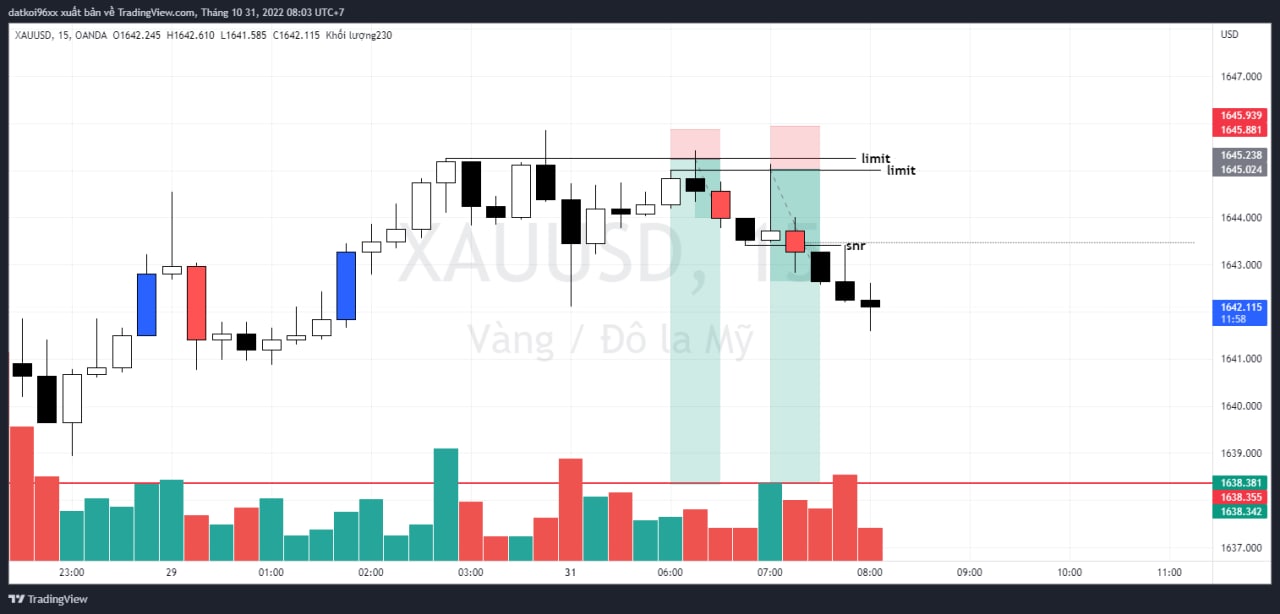 datkoi96xx xuất bản về TradingView.com, Tháng 10 31, 2022 08:03 UTC+7
XAUUSD, 15, OANDA O1642.245 H1642.610 L1641.585 C1642.115 Khối lượng230
USD
1647.000
1645.939
1645.881
limit
1645.238
limit
1645.024
1644.000
XAUUSD, 15
snr
1643.000
1642.115
11:58
Vàng / Đô la Mỹ
1641.000
1640.000
1639.000
1638.381
1638.355
1638.342
1637.000
23:00 29 01:00 02:00 03:00 31 06:00 07:00 08:00 09:00 10:00 11:00
TradingView